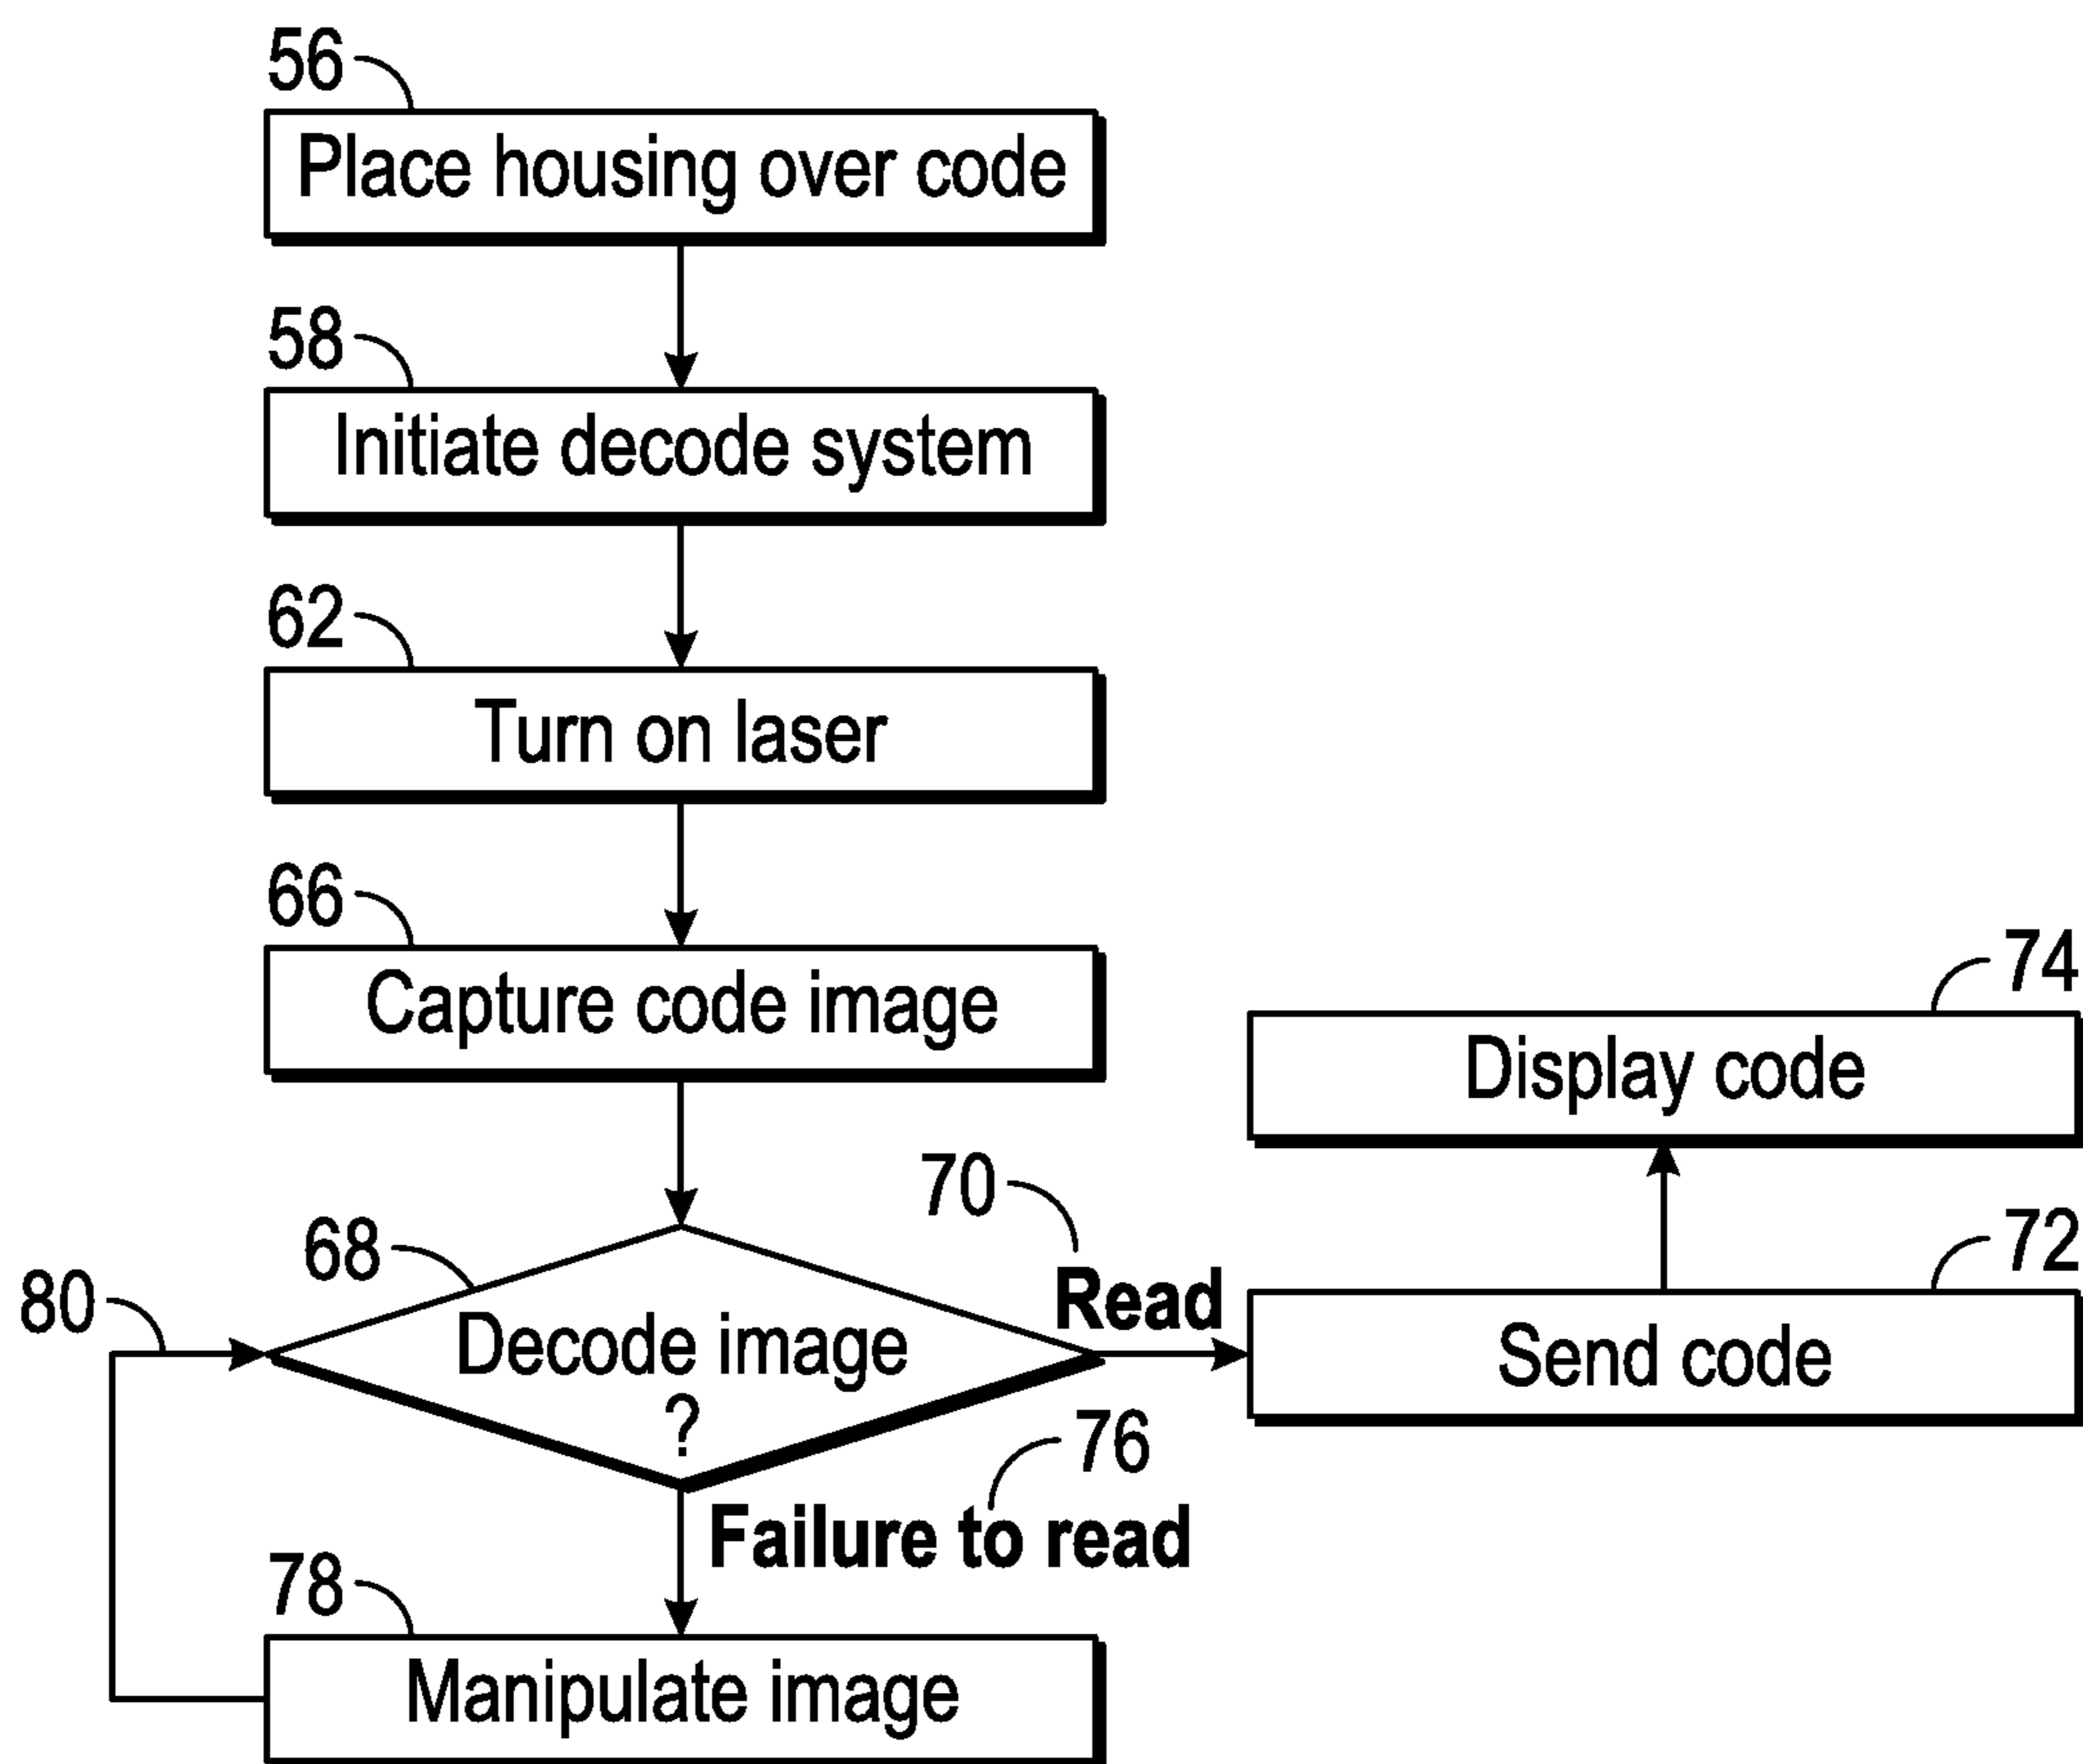 56
Place housing over code
58
Initiate decode system
62
Turn on laser
66
Capture code image
74
Display code
70
68
Read
72
80
Decode image
?
Send code
76
Failure to read
78
Manipulate image